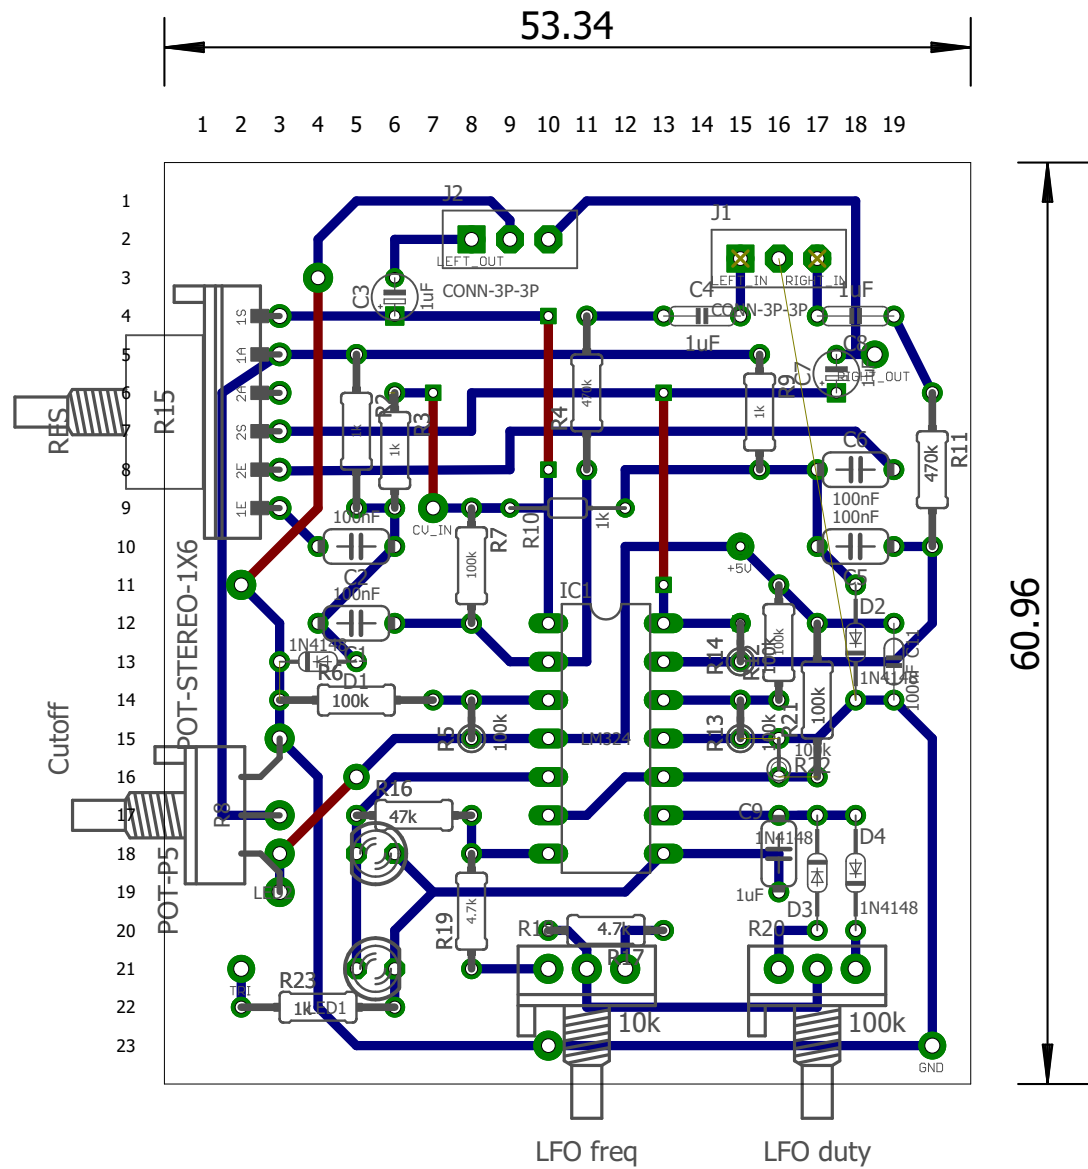 53.34
1 2 3 4 5 6 7 8 9 10 11 12 13 14 15 16 17 18 19
1
J2
J1
2
LEFT_OUT
LEFT_IN
RIGHT_IN
3
C3
1uF
CONN-3P-3P
C4
CONN-3P-3P
1uF
4
1S
1uF
5
1A
C8
C7
RIGHT_OUT
6
2A
R2
R3
R4
470k
R9
1k
RES
R15
7
2S
1k
1k
C6
R11
470k
8
2E
100nF
9
1E
100nF
CV_IN
R10
1k
100nF
10
R7
100k
C2
+5V
C5
11
100nF
IC1
D2
60.96
12
1N4148
C1
R14
100k
C11
13
R6
D1
1N4148
100nF
POT-STEREO-1X6
100k
14
R5
100k
LM324
R13
R21
100k
Cutoff
15
100k
16
R16
R22
R8
47k
C9
17
1N4148
D4
18
POT-P5
19
LED
4.7k
1uF
D3
1N4148
20
R19
4.7k
R20
R17
21
R23
TRI
22
1k
LED1
10k
100k
23
GND
LFO freq
LFO duty